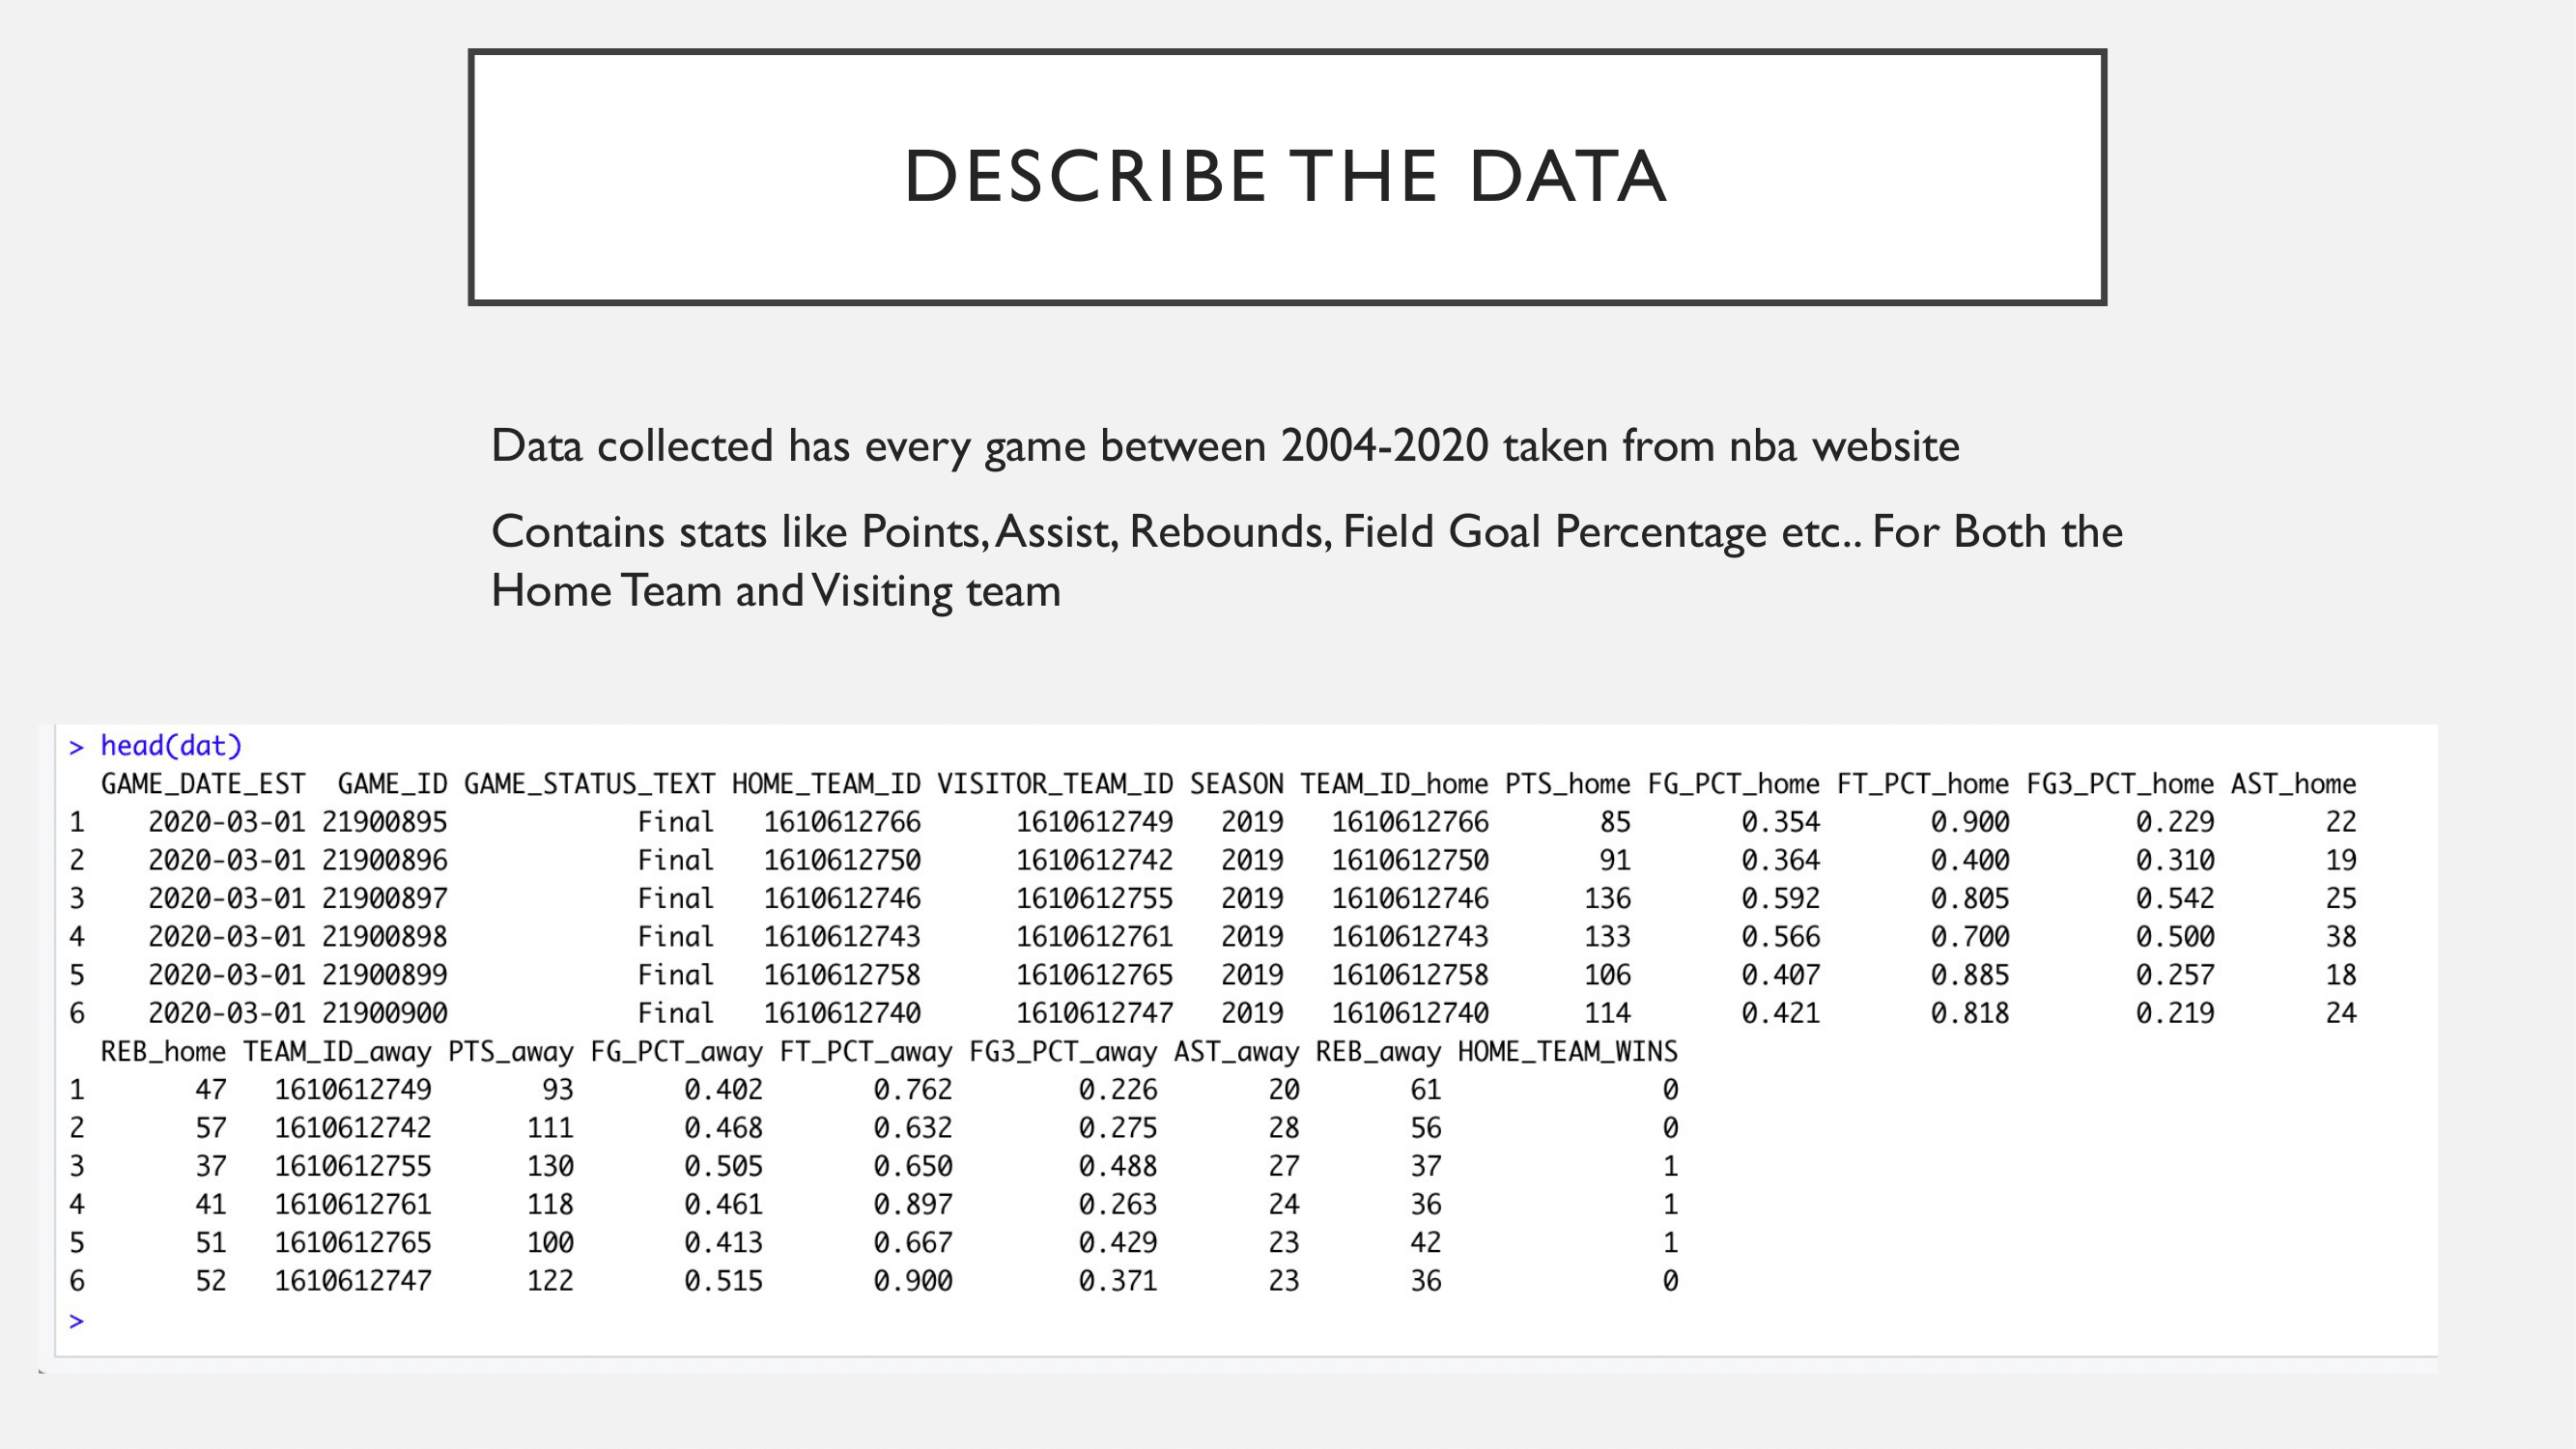 DESCRIBE THE DATA
Data collected has every game between 2004-2020 taken from nba website
Contains stats like Points, Assist, Rebounds, Field Goal Percentage etc.. For Both the
Home Team and Visiting team
> head(dat)
GAME_DATE_EST GAME_ID GAME_STATUS_TEXT HOME_TEAM_ID VISITOR_TEAM_ID SEASON TEAM_ID_home PTS_home FG_PCT_home FT_PCT_home FG3_PCT_home AST_home
1 2020-03-01 21900895 Final 1610612766 1610612749 2019 1610612766 85 0.354 0.900 0.229 22
2 2020-03-01 21900896 Final 1610612750 1610612742 2019 1610612750 91 0.364 0.400 0.310 19
3 2020-03-01 21900897 Final 1610612746 1610612755 2019 1610612746 136 0.592 0.805 0.542 25
4 2020-03-01 21900898 Final 1610612743 1610612761 2019 1610612743 133 0.566 0.700 0.500 38
5 2020-03-01 21900899 Final 1610612758 1610612765 2019 1610612758 106 0.407 0.885 0.257 18
6 2020-03-01 21900900 Final 1610612740 1610612747 2019 1610612740 114 0.421 0.818 0.219 24
REB_home TEAM_ID_away PTS_away FG_PCT_away FT_PCT_away FG3_PCT_away AST_away REB_away HOME_TEAM_WINS
1 47 1610612749 93 0.402 0.762 0.226 20 61 0
2 57 1610612742 111 0.468 0.632 0.275 28 56 0
3 37 1610612755 130 0.505 0.650 0.488 27 37 1
4 41 1610612761 118 0.461 0.897 0.263 24 36 1
5 51 1610612765 100 0.413 0.667 0.429 23 42 1
6 52 1610612747 122 0.515 0.900 0.371 23 36 0
>